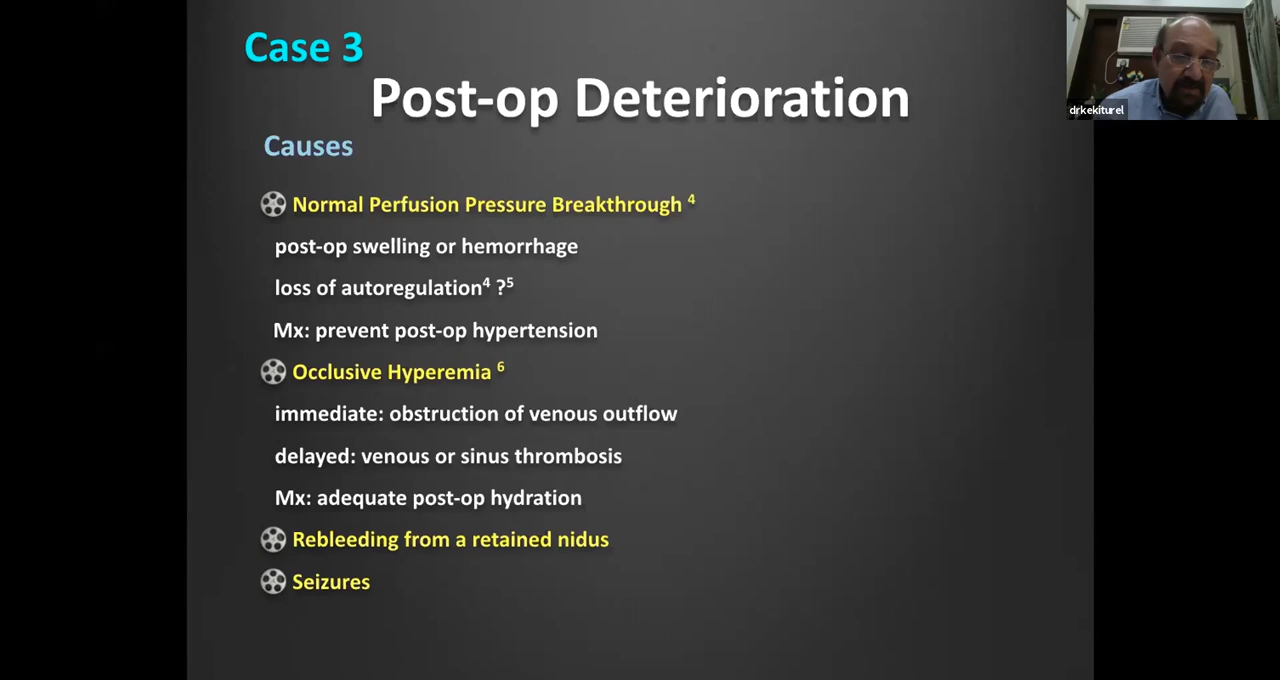 Case 3
Post-op Deterioration
Causes
Normal Perfusion Pressure Breakthrough ⁴
post-op swelling or hemorrhage
loss of autoregulation⁴ ?⁵
Mx: prevent post-op hypertension
Occlusive Hyperemia ⁶
immediate: obstruction of venous outflow
delayed: venous or sinus thrombosis
Mx: adequate post-op hydration
Rebleeding from a retained nidus
Seizures
drkekiturel